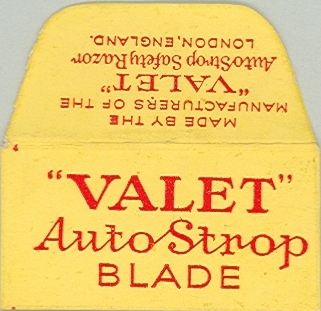 MADE BY THE
MANUFACTURERS OF THE
"VALET"
AutoStrop Safety Razor
LONDON, ENGLAND.
"VALET"
AutoStrop
BLADE